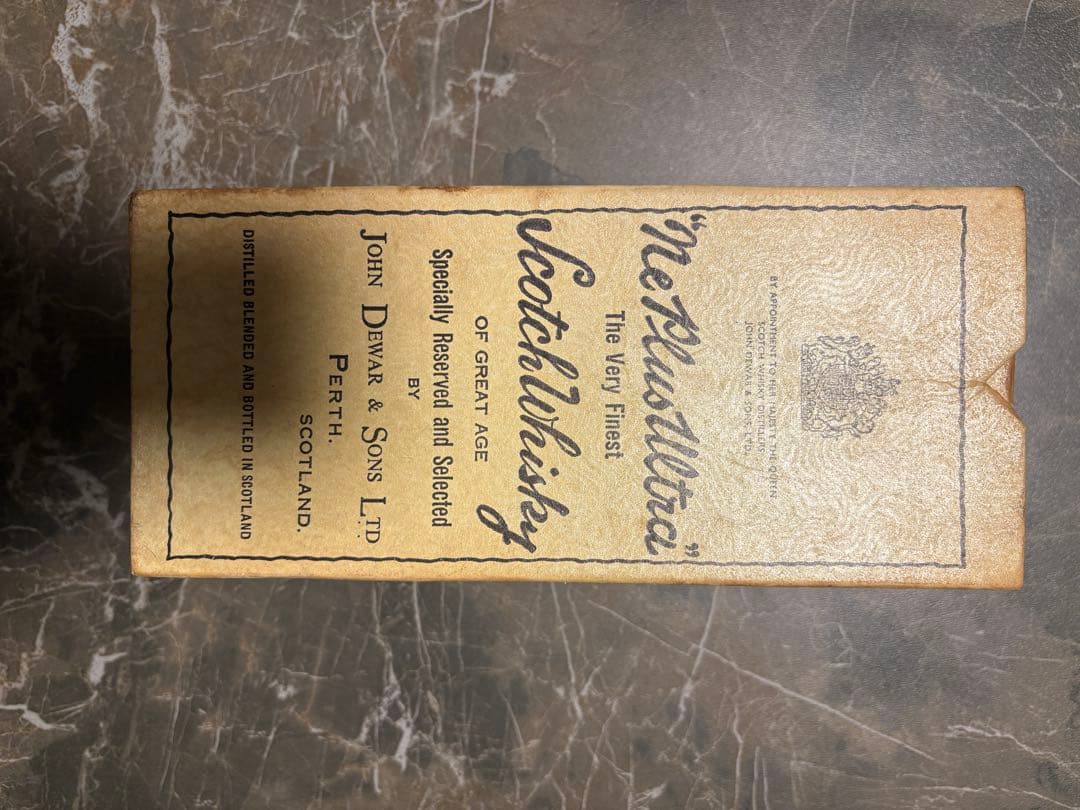 BY APPOINTMENT TO HER MAJESTY THE QUEEN
SCOTCH WHISKY DISTILLERS
JOHN DEWAR & SONS, LTD.
"Ne Plus Ultra"
The Very Finest
Scotch Whisky
OF GREAT AGE
Specially Reserved and Selected
BY
JOHN DEWAR & SONS LTD
PERTH.
SCOTLAND.
DISTILLED BLENDED AND BOTTLED IN SCOTLAND